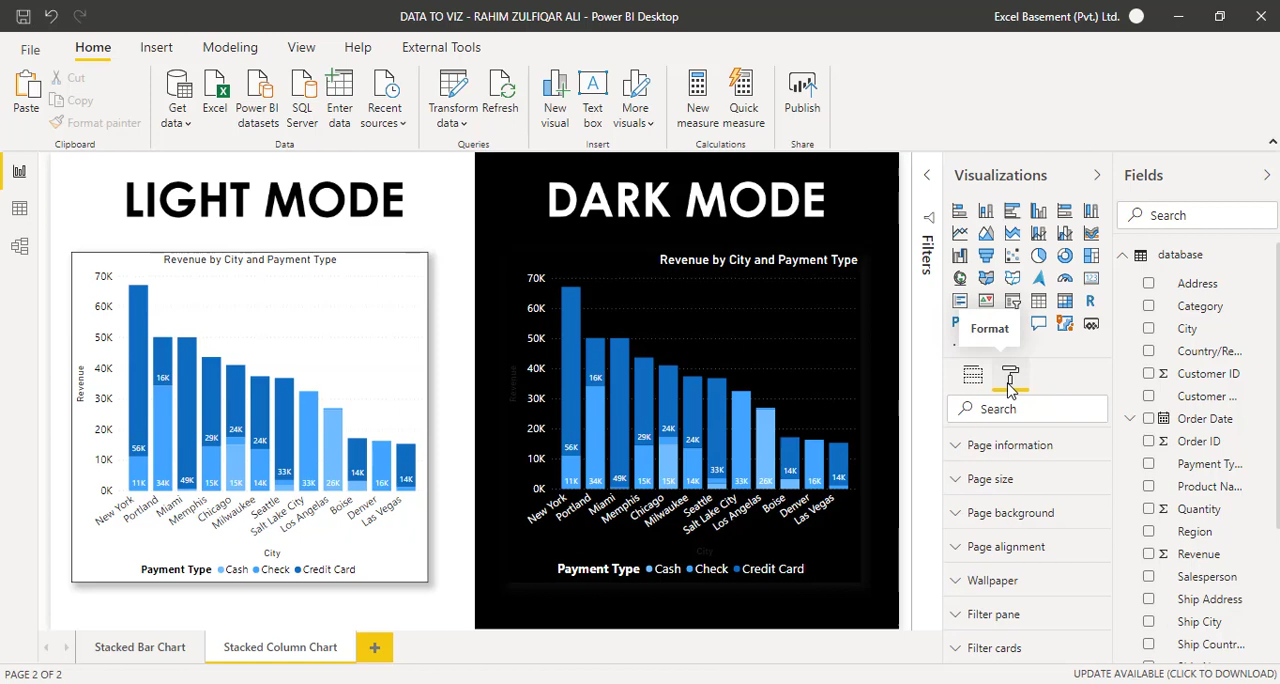 DATA TO VIZ - RAHIM ZULFIQAR ALI - Power BI Desktop
Excel Basement (Pvt.) Ltd.
File Home Insert Modeling View Help External Tools
Paste
Cut
Copy
Format painter
Clipboard
Get data
Excel
Power BI datasets
SQL Server
Enter data
Recent sources
Data
Transform data
Refresh
Queries
New visual
Text box
More visuals
Insert
New measure
Quick measure
Calculations
Publish
Share
LIGHT MODE
Revenue by City and Payment Type
70K
60K
50K
40K
30K
20K
10K
0K
Revenue
56K 16K 29K 24K 24K 33K 14K
11K 34K 49K 15K 15K 14K 33K 26K 16K 14K
New York Portland Miami Memphis Chicago Milwaukee Seattle Salt Lake City Los Angelas Boise Denver Las Vegas
City
Payment Type Cash Check Credit Card
DARK MODE
Revenue by City and Payment Type
70K
60K
50K
40K
30K
20K
10K
0K
Revenue
56K 16K 29K 24K 24K 33K 14K 14K
11K 34K 49K 15K 15K 14K 33K 26K 16K
New York Portland Miami Memphis Chicago Milwaukee Seattle Salt Lake City Los Angelas Boise Denver Las Vegas
City
Payment Type Cash Check Credit Card
Filters
Visualizations
R
Format
Search
Page information
Page size
Page background
Page alignment
Wallpaper
Filter pane
Filter cards
Fields
Search
database
Address
Category
City
Country/Re...
Σ Customer ID
Customer ...
Order Date
Σ Order ID
Payment Ty...
Product Na...
Σ Quantity
Region
Σ Revenue
Salesperson
Ship Address
Ship City
Ship Countr...
Stacked Bar Chart
Stacked Column Chart
PAGE 2 OF 2
UPDATE AVAILABLE (CLICK TO DOWNLOAD)